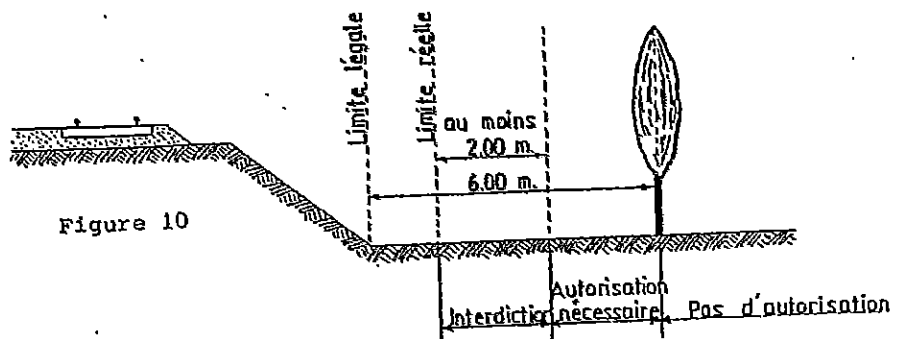 Limite légale
Limite réelle
au moins
2.00 m.
6.00 m.
Figure 10
Interdiction
Autorisation
nécessaire
Pas d'autorisation